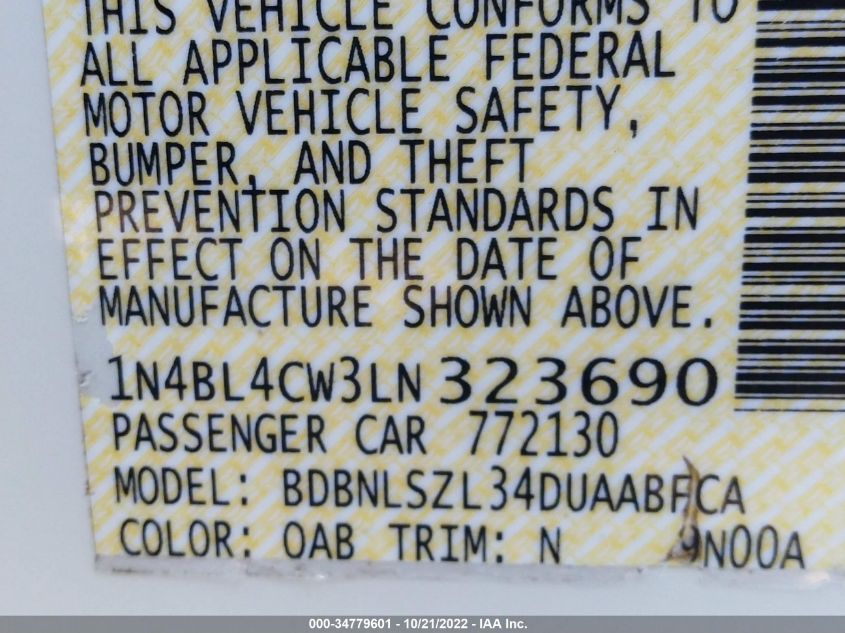 THIS VEHICLE CONFORMS TO
ALL APPLICABLE FEDERAL
MOTOR VEHICLE SAFETY,
BUMPER, AND THEFT
PREVENTION STANDARDS IN
EFFECT ON THE DATE OF
MANUFACTURE SHOWN ABOVE.
1N4BL4CW3LN323690
PASSENGER CAR 772130
MODEL: BDBNLSZL34DUAABFCA
COLOR: OAB TRIM: N 9N00A
000-34779601 - 10/21/2022 - IAA Inc.